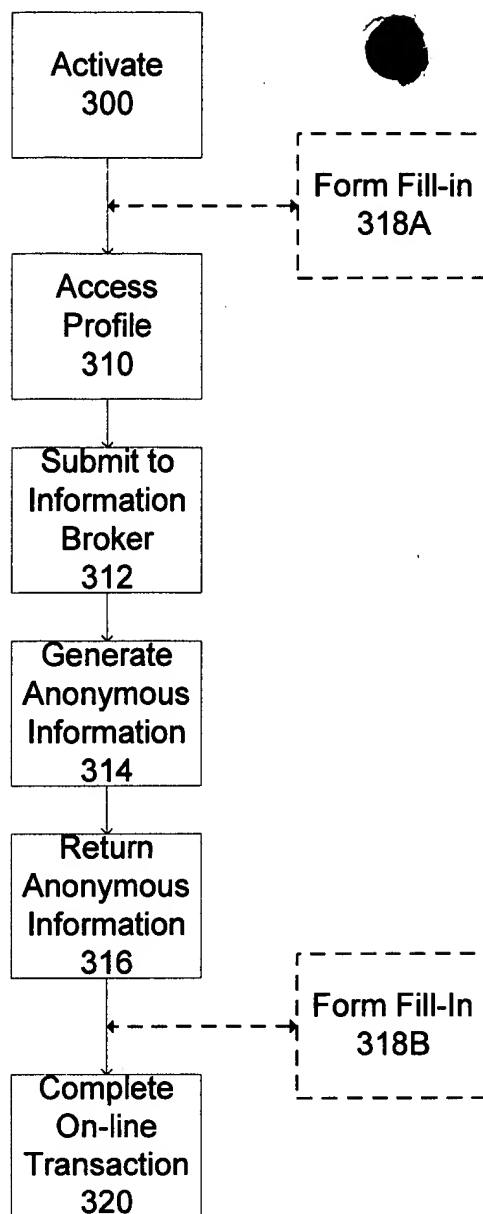 Activate
300
Form Fill-in
318A
Access
Profile
310
Submit to
Information
Broker
312
Generate
Anonymous
Information
314
Return
Anonymous
Information
316
Form Fill-In
318B
Complete
On-line
Transaction
320